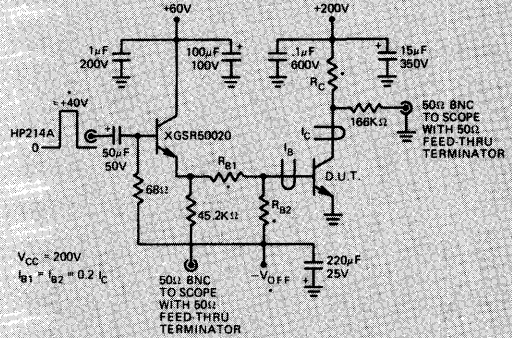 +60V
+200V
1µF
200V
100µF
100V
+
.1µF
600V
+
15µF
350V
RC
≈ +40V
HP214A
0
+
50µF
50V
XGSR50020
166KΩ
50Ω BNC
TO SCOPE
WITH 50Ω
FEED-THRU
TERMINATOR
IC
IB
RB1
D.U.T.
68Ω
45.2KΩ
RB2
VCC = 200V
IB1 = IB2 = 0.2 IC
50Ω BNC
TO SCOPE
WITH 50Ω
FEED-THRU
TERMINATOR
-VOFF
220µF
25V
+